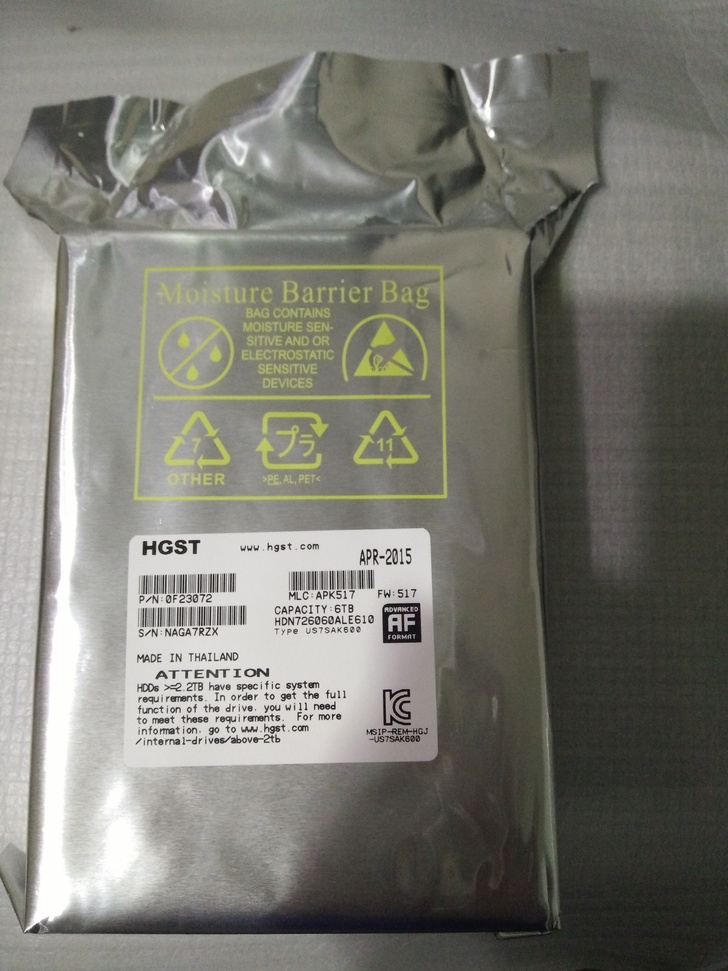 Moisture Barrier Bag
BAG CONTAINS
MOISTURE SEN-
SITIVE AND OR
ELECTROSTATIC
SENSITIVE
DEVICES
7
プラ
11
OTHER
>PE, AL, PET<
HGST
www.hgst.com
APR-2015
P/N:0F23072
MLC:APK517
FW:517
S/N:NAGA7RZX
CAPACITY:6TB
HDN726060ALE610
Type US7SAK600
ADVANCED
AF
FORMAT
MADE IN THAILAND
ATTENTION
HDDs >=2.2TB have specific system
requirements. In order to get the full
function of the drive, you will need
to meet these requirements. For more
information, go to www.hgst.com
/internal-drives/above-2tb
MSIP-REM-HGJ
-US7SAK600